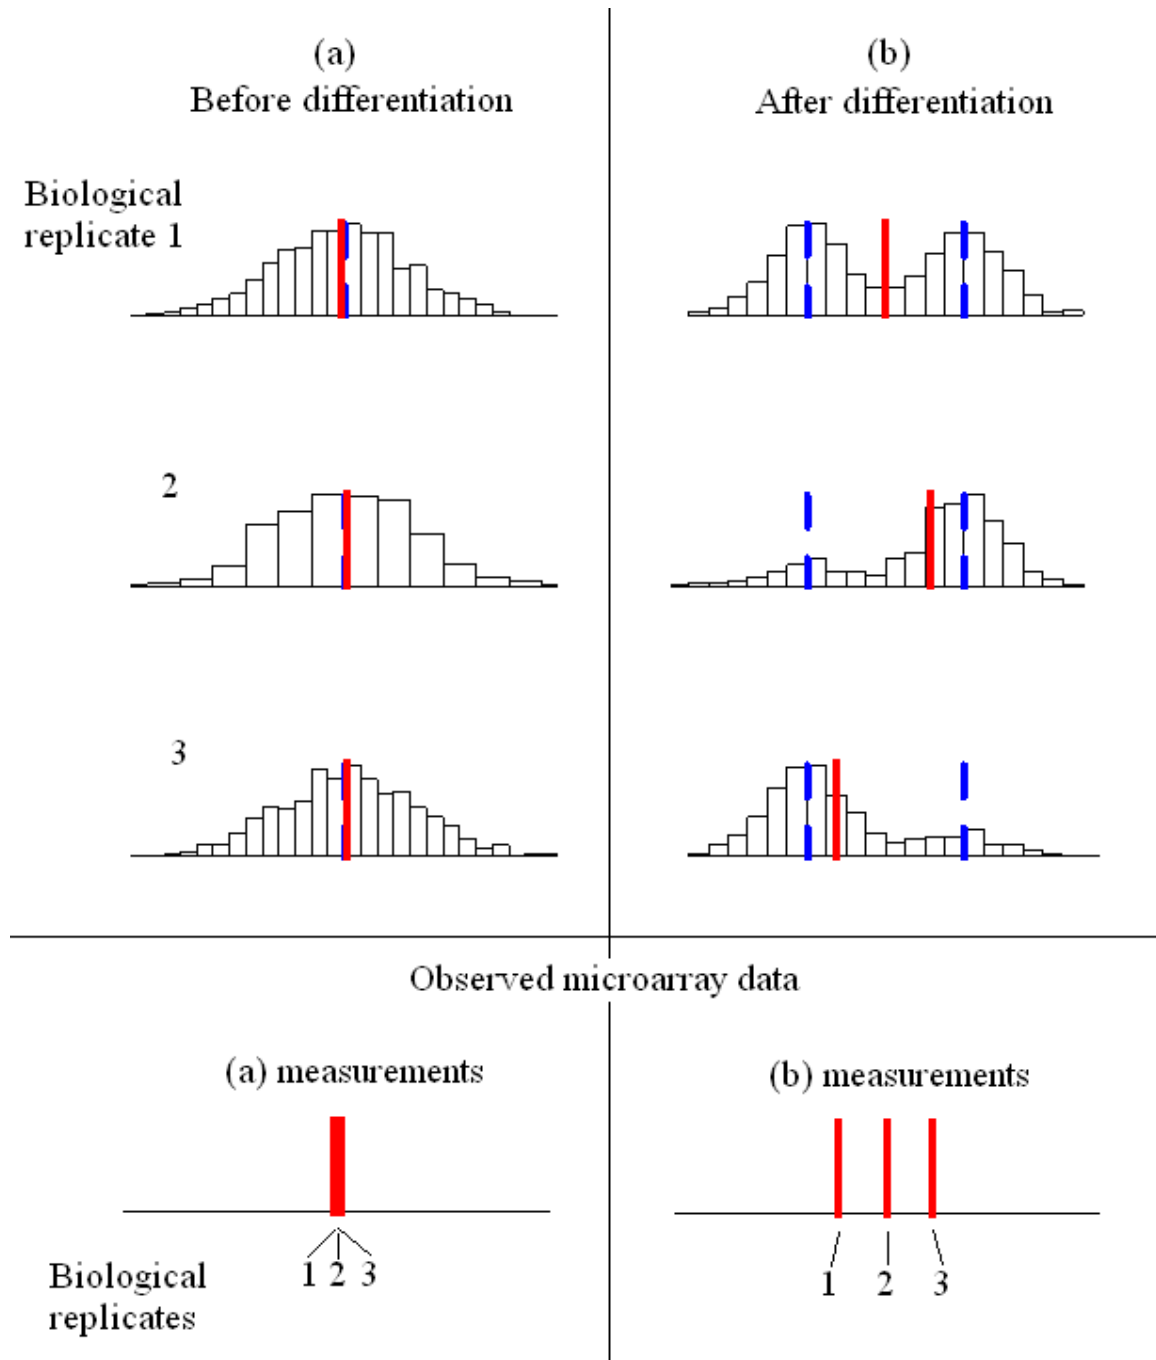 (a)
Before differentiation
(b)
After differentiation
Biological
replicate 1
2
3
Observed microarray data
(a) measurements
(b) measurements
1 2 3
1 2 3
Biological
replicates